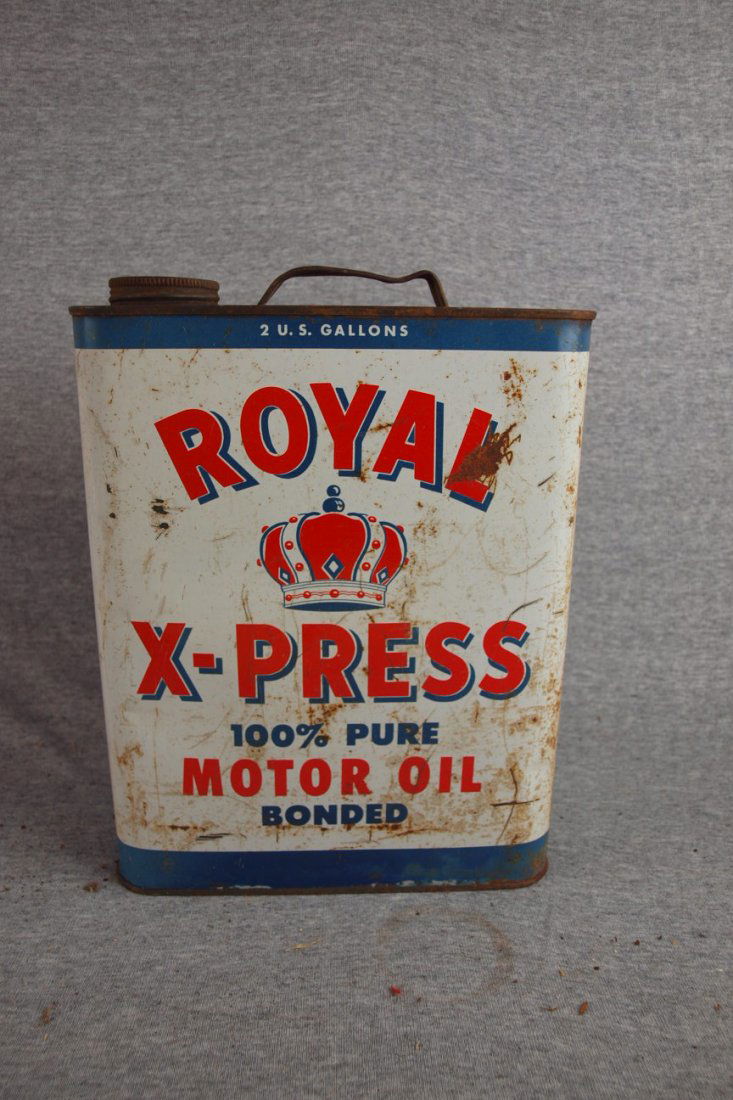 2 U.S. GALLONS
ROYAL
X-PRESS
100% PURE
MOTOR OIL
BONDED